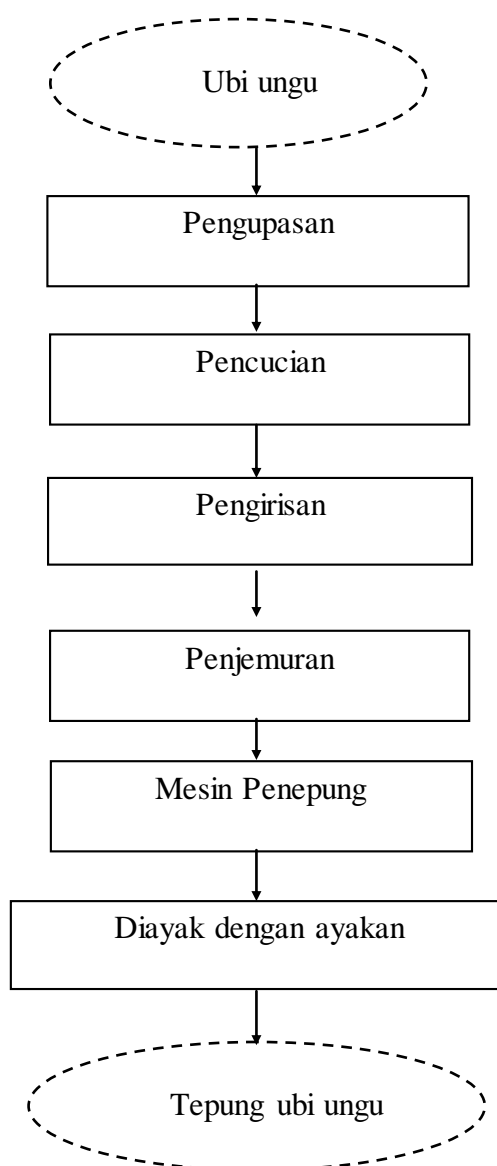 Ubi ungu
Pengupasan
Pencucian
Pengirisan
Penjemuran
Mesin Penepung
Diayak dengan ayakan
Tepung ubi ungu